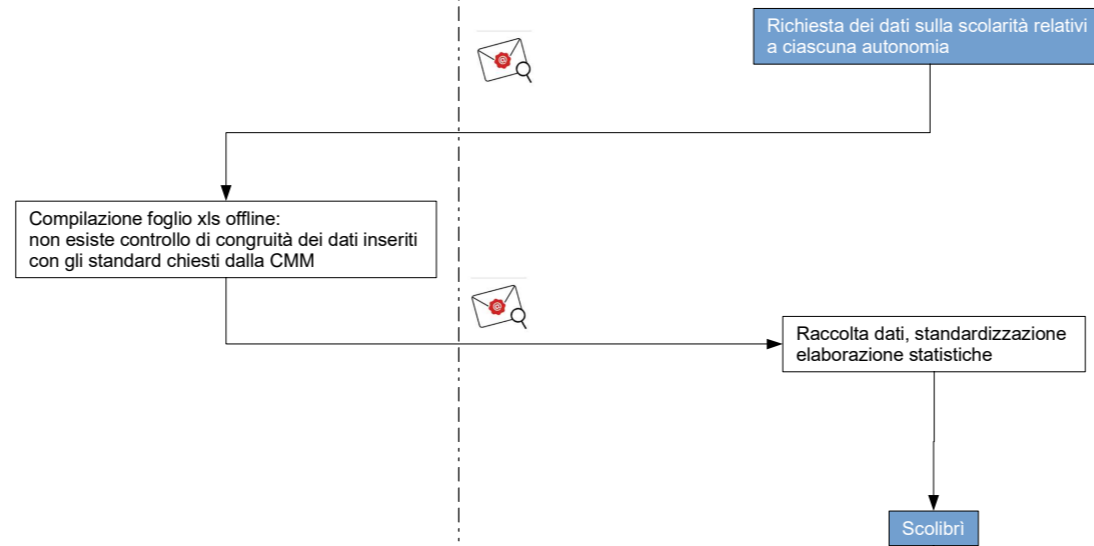 Richiesta dei dati sulla scolarità relativi
a ciascuna autonomia
@
Compilazione foglio xls offline:
non esiste controllo di congruità dei dati inseriti
con gli standard chiesti dalla CMM
@
Raccolta dati, standardizzazione
elaborazione statistiche
Scolibrì